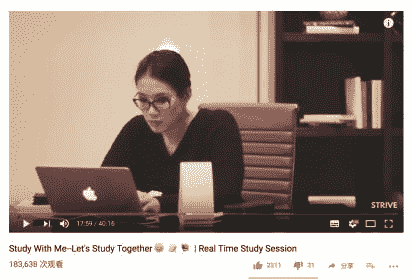 STRIVE
17:59 / 40:16
Study With Me--Let's Study Together | Real Time Study Session
183,638 次观看
2311
31
分享